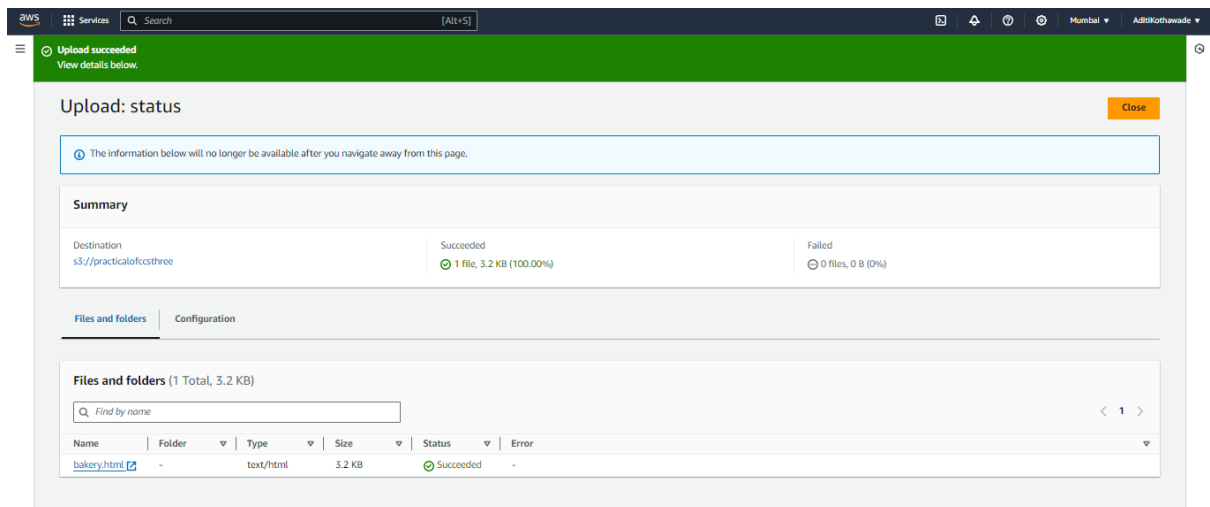 aws Services Search [Alt+S] Mumbai AditiKothawade
Upload succeeded
View details below.
Upload: status
Close
The information below will no longer be available after you navigate away from this page.
Summary
Destination Succeeded Failed
s3://practicalofccsthree 1 file, 3.2 KB (100.00%) 0 files, 0 B (0%)
Files and folders Configuration
Files and folders (1 Total, 3.2 KB)
Find by name 1
Name Folder Type Size Status Error
bakery.html - text/html 3.2 KB Succeeded -